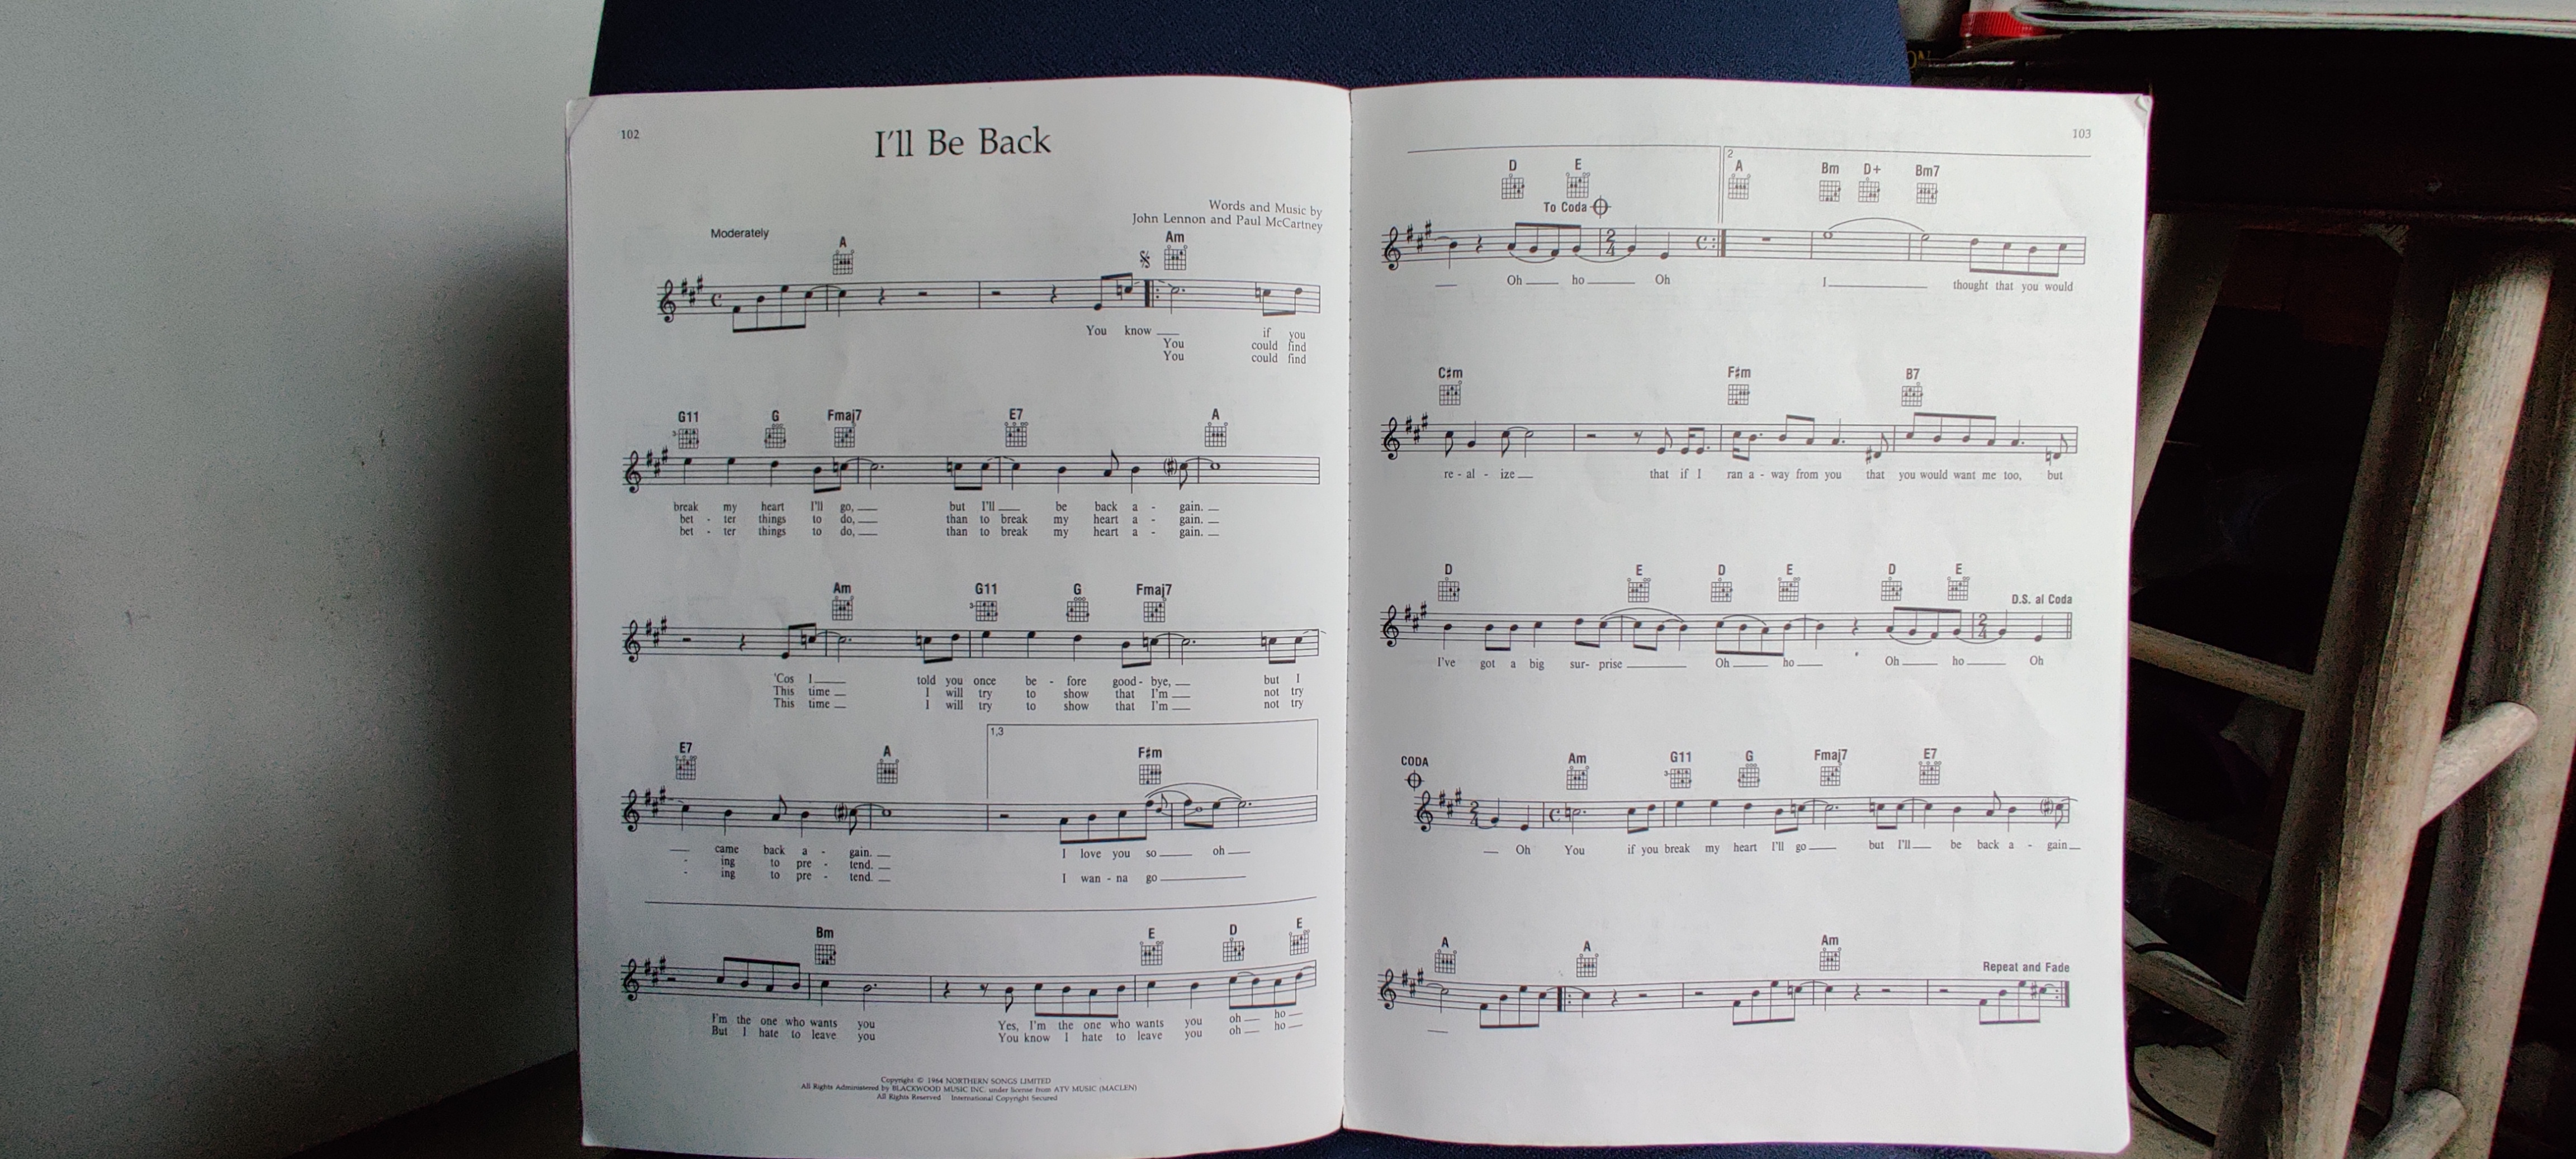 102
I'll Be Back
Words and Music by
John Lennon and Paul McCartney
Moderately
A Am
You know if you
You could find
You could find
G11 G Fmaj7 E7 A
break my heart I'll go, but I'll be back a - gain.
bet - ter things to do, than to break my heart a - gain.
bet - ter things to do, than to break my heart a - gain.
Am G11 G Fmaj7
'Cos I told you once be - fore good - bye, but I
This time I will try to show that I'm not try
This time I will try to show that I'm not try
1,3
E7 A F♯m
came back a - gain. I love you so oh
- ing to pre - tend.
- ing to pre - tend. I wan - na go
Bm E D E
I'm the one who wants you Yes, I'm the one who wants you oh ho
But I hate to leave you You know I hate to leave you oh ho
Copyright © 1964 NORTHERN SONGS LIMITED
All Rights Administered by BLACKWOOD MUSIC INC. under license from ATV MUSIC (MACLEN)
All Rights Reserved International Copyright Secured
103
2
D E A Bm D+ Bm7
To Coda
Oh ho Oh I thought that you would
C♯m F♯m B7
re - al - ize that if I ran a - way from you that you would want me too, but
D E D E D E
D.S. al Coda
I've got a big sur- prise Oh ho Oh ho Oh
CODA
Am G11 G Fmaj7 E7
Oh You if you break my heart I'll go but I'll be back a - gain
A A Am
Repeat and Fade